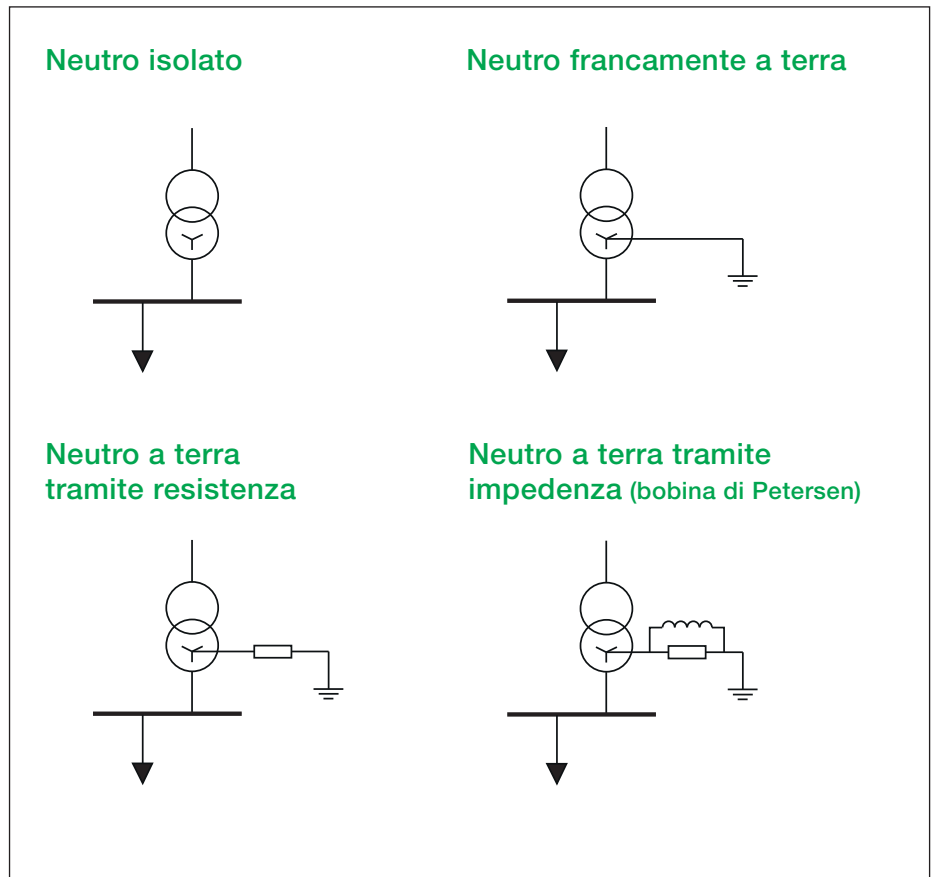 Neutro isolato
Neutro francamente a terra
Neutro a terra
tramite resistenza
Neutro a terra tramite
impedenza (bobina di Petersen)